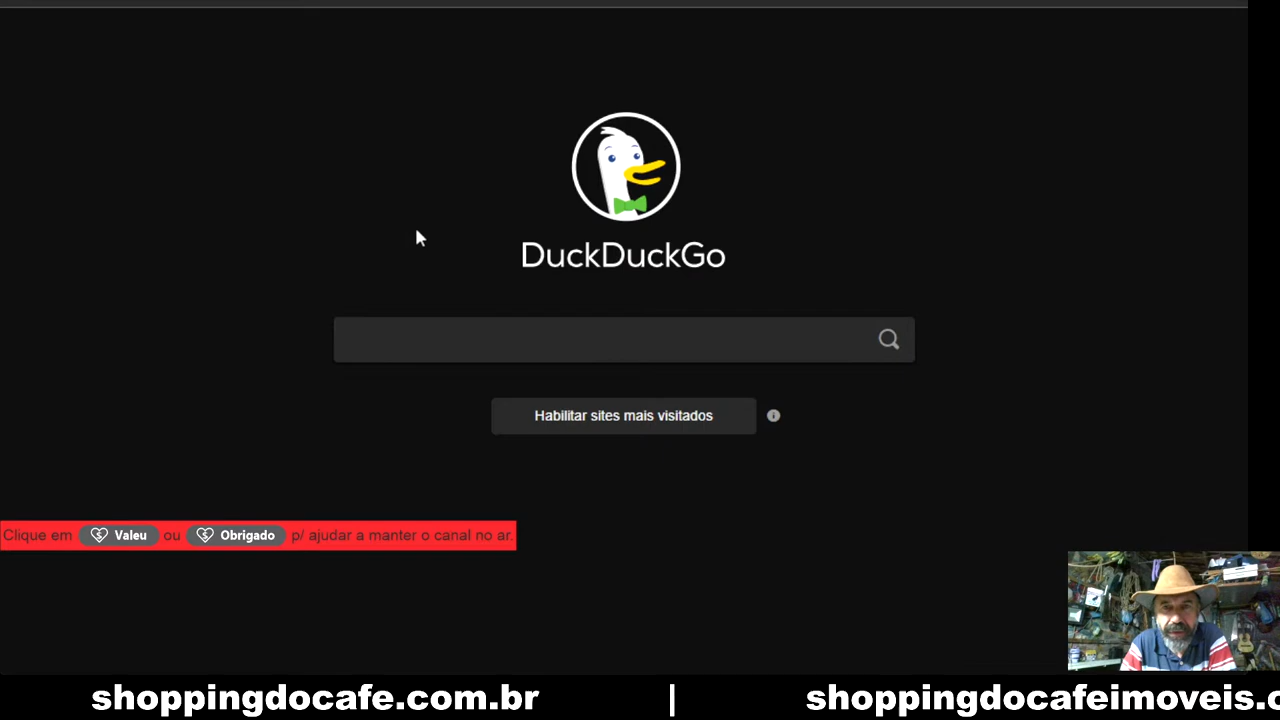 DuckDuckGo
Habilitar sites mais visitados
Clique em Valeu ou Obrigado p/ ajudar a manter o canal no ar.
shoppingdocafe.com.br | shoppingdocafeimoveis.c